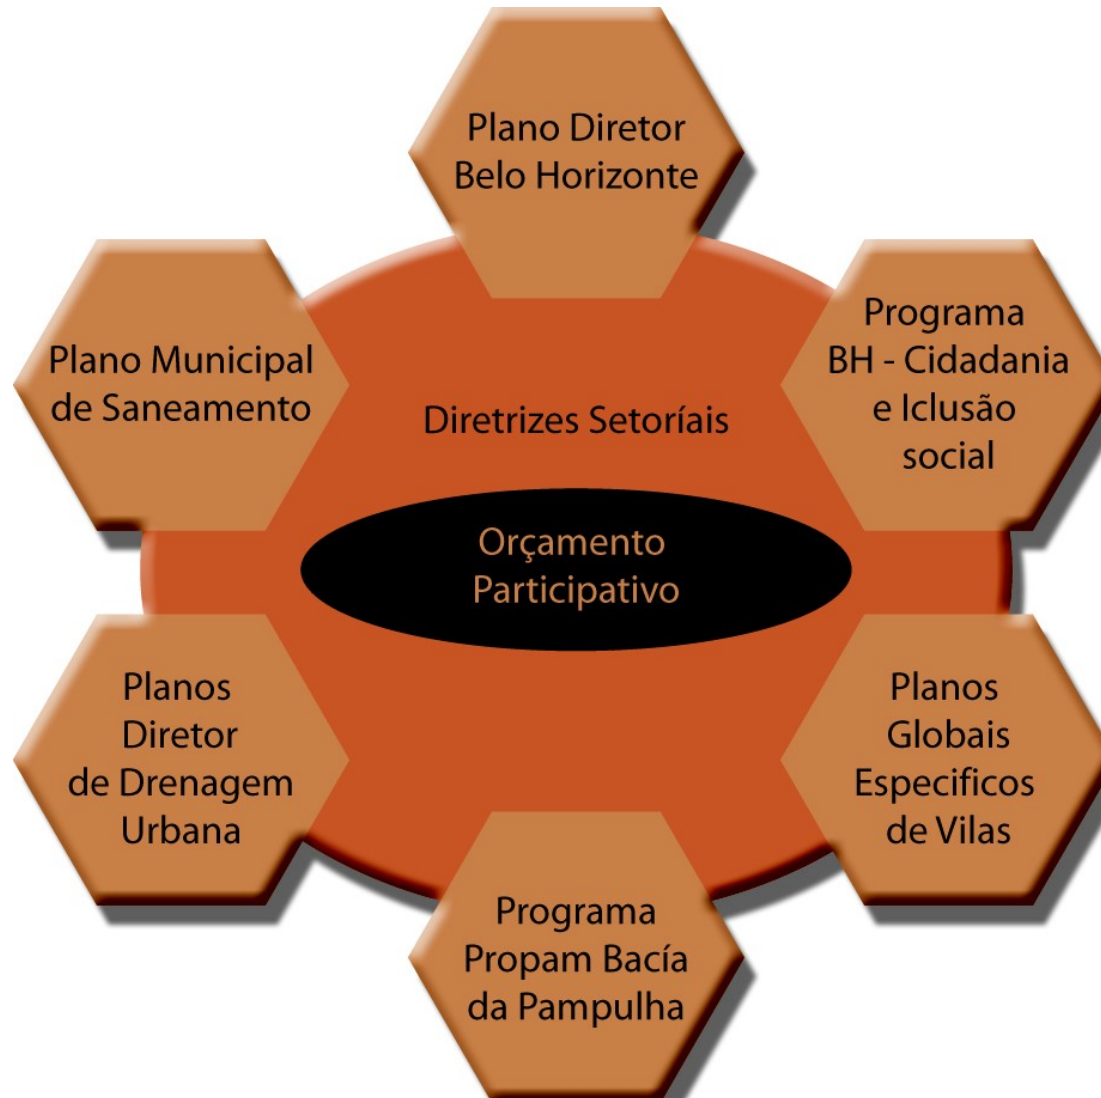 Plano Diretor
Belo Horizonte
Plano Municipal
de Saneamento
Programa
BH - Cidadania
e Iclusão
social
Diretrizes Setoríais
Orçamento
Participativo
Planos
Diretor
de Drenagem
Urbana
Planos
Globais
Especificos
de Vilas
Programa
Propam Bacía
da Pampulha